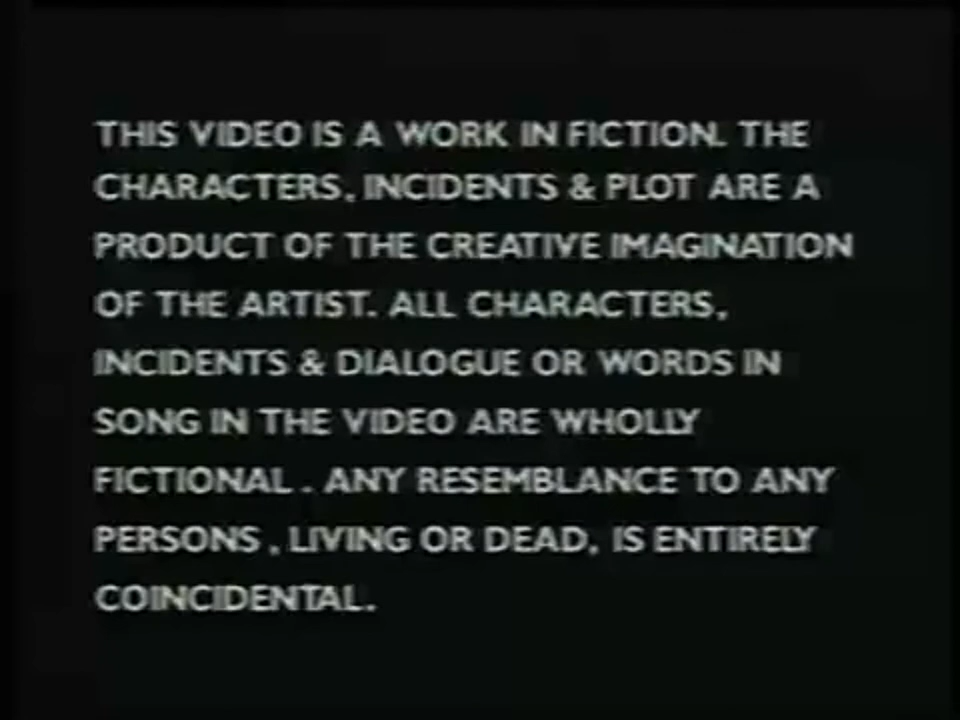 THIS VIDEO IS A WORK IN FICTION. THE
CHARACTERS, INCIDENTS & PLOT ARE A
PRODUCT OF THE CREATIVE IMAGINATION
OF THE ARTIST. ALL CHARACTERS,
INCIDENTS & DIALOGUE OR WORDS IN
SONG IN THE VIDEO ARE WHOLLY
FICTIONAL . ANY RESEMBLANCE TO ANY
PERSONS , LIVING OR DEAD, IS ENTIRELY
COINCIDENTAL.